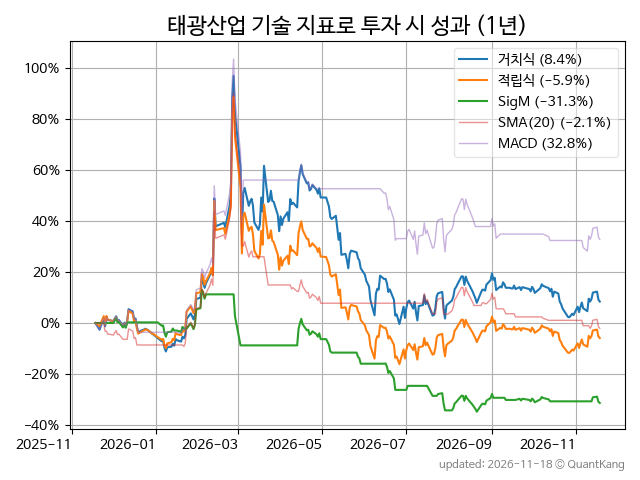 태광산업 기술 지표로 투자 시 성과 (1년)
거치식 (8.4%)
적립식 (−5.9%)
SigM (−31.3%)
SMA(20) (−2.1%)
MACD (32.8%)
100%
80%
60%
40%
20%
0%
−20%
−40%
2025-11
2026-01
2026-03
2026-05
2026-07
2026-09
2026-11
updated: 2026-11-18 © QuantKang